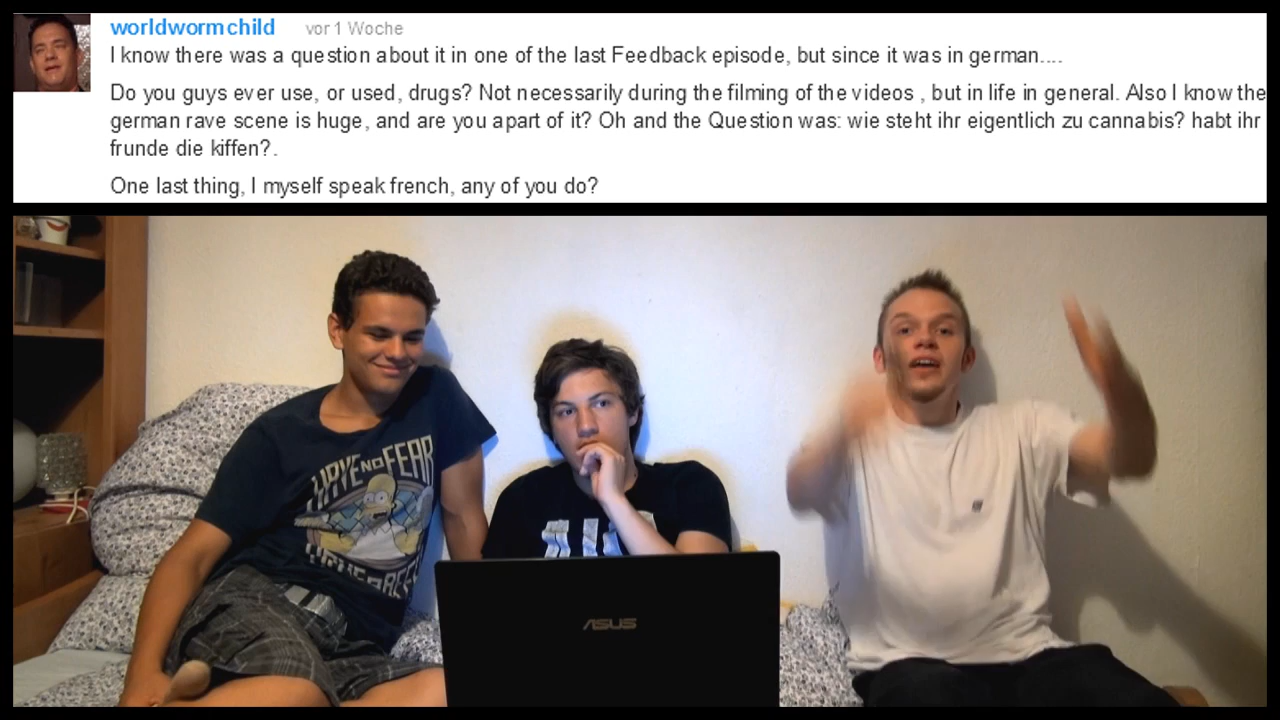 worldwormchild vor 1 Woche
I know there was a question about it in one of the last Feedback episode, but since it was in german....
Do you guys ever use, or used, drugs? Not necessarily during the filming of the videos , but in life in general. Also I know the
german rave scene is huge, and are you apart of it? Oh and the Question was: wie steht ihr eigentlich zu cannabis? habt ihr
frunde die kiffen?.
One last thing, I myself speak french, any of you do?
HAVE NO FEAR
ASUS